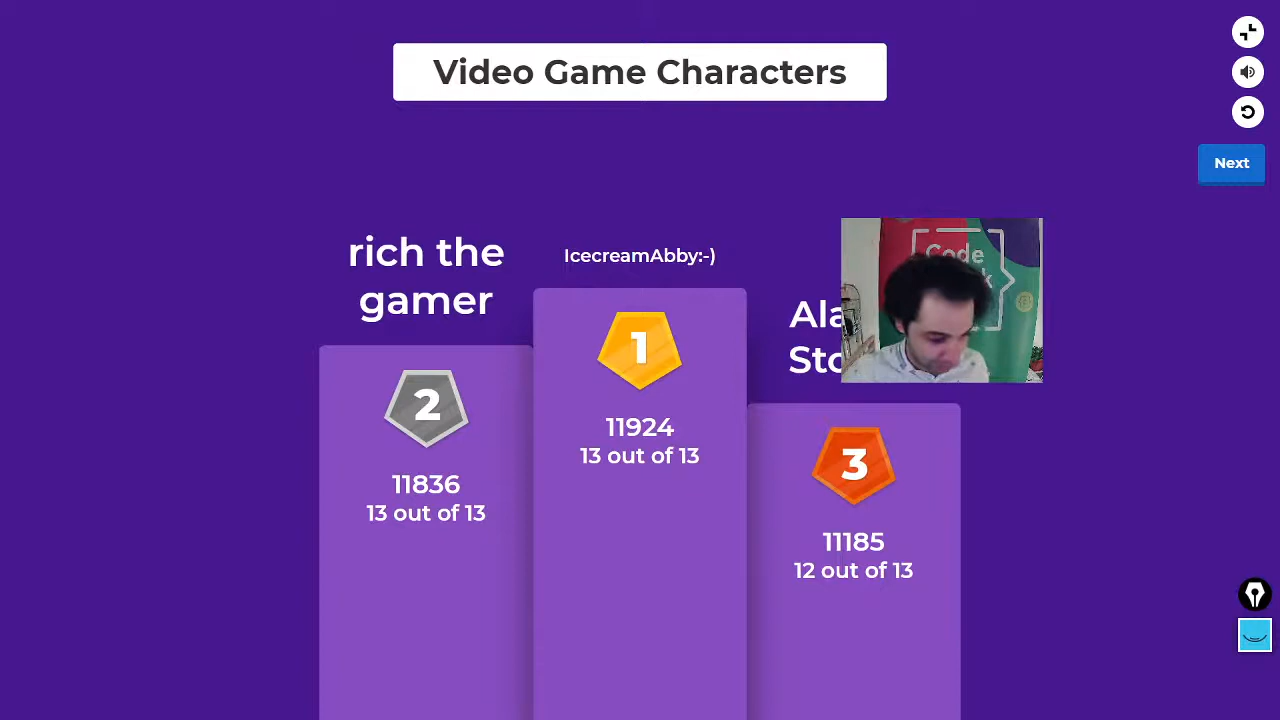 Video Game Characters
Next
rich the
gamer
IcecreamAbby:-)
Code
1
2
3
11924
13 out of 13
11836
13 out of 13
11185
12 out of 13